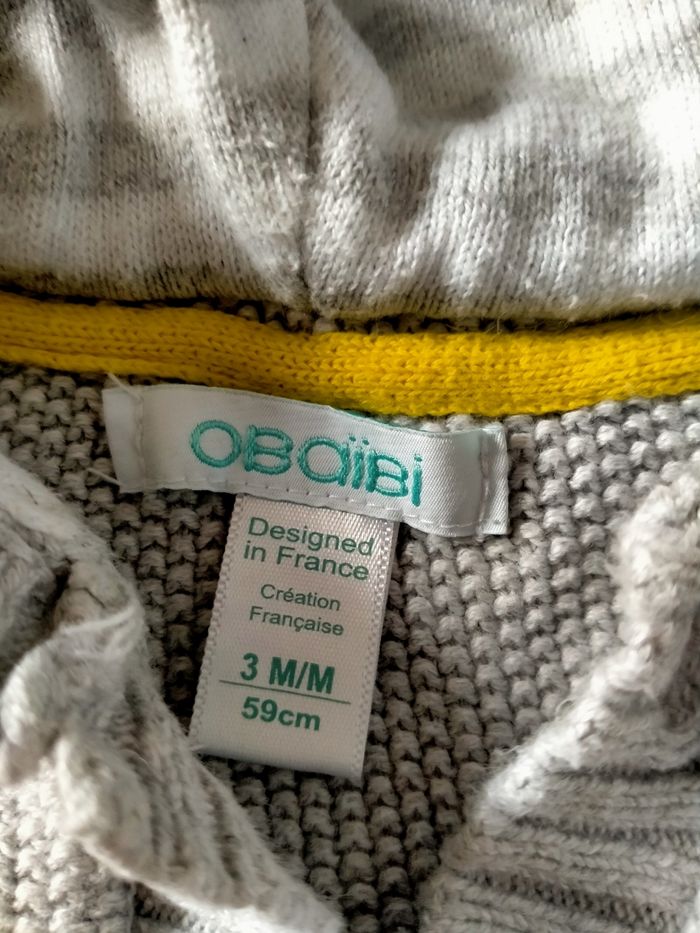 OBaïBi
Designed
in France
Création
Française
3 M/M
59cm